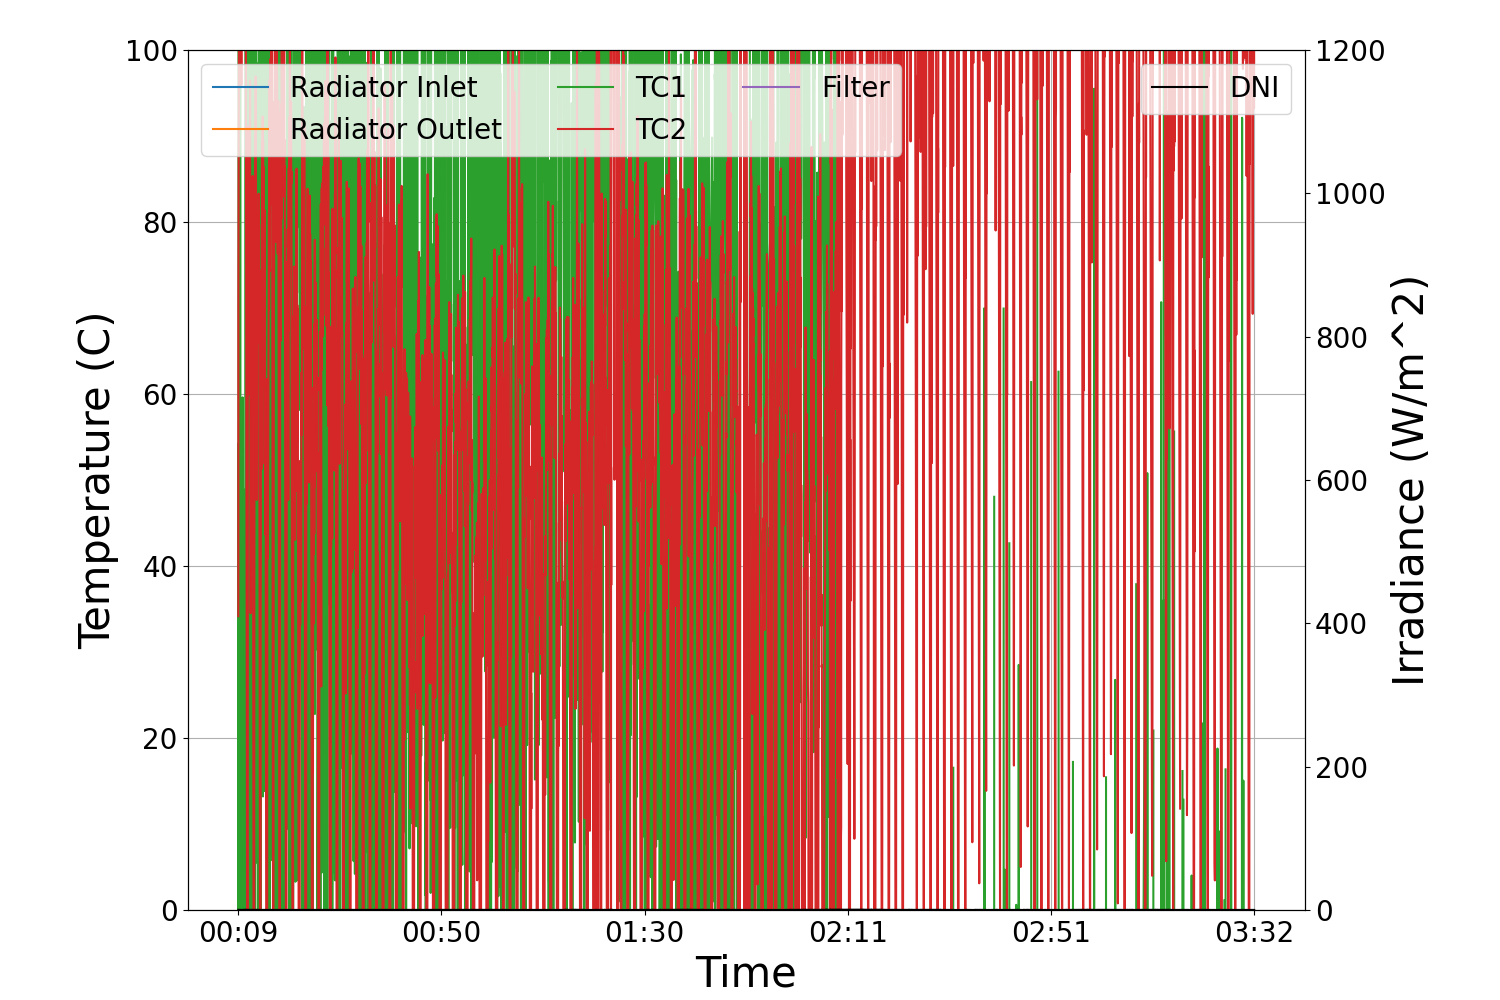 100
80
60
40
20
0
Temperature (C)
Radiator Inlet
Radiator Outlet
TC1
TC2
Filter
DNI
1200
1000
800
600
400
200
0
Irradiance (W/m^2)
00:09 00:50 01:30 02:11 02:51 03:32
Time